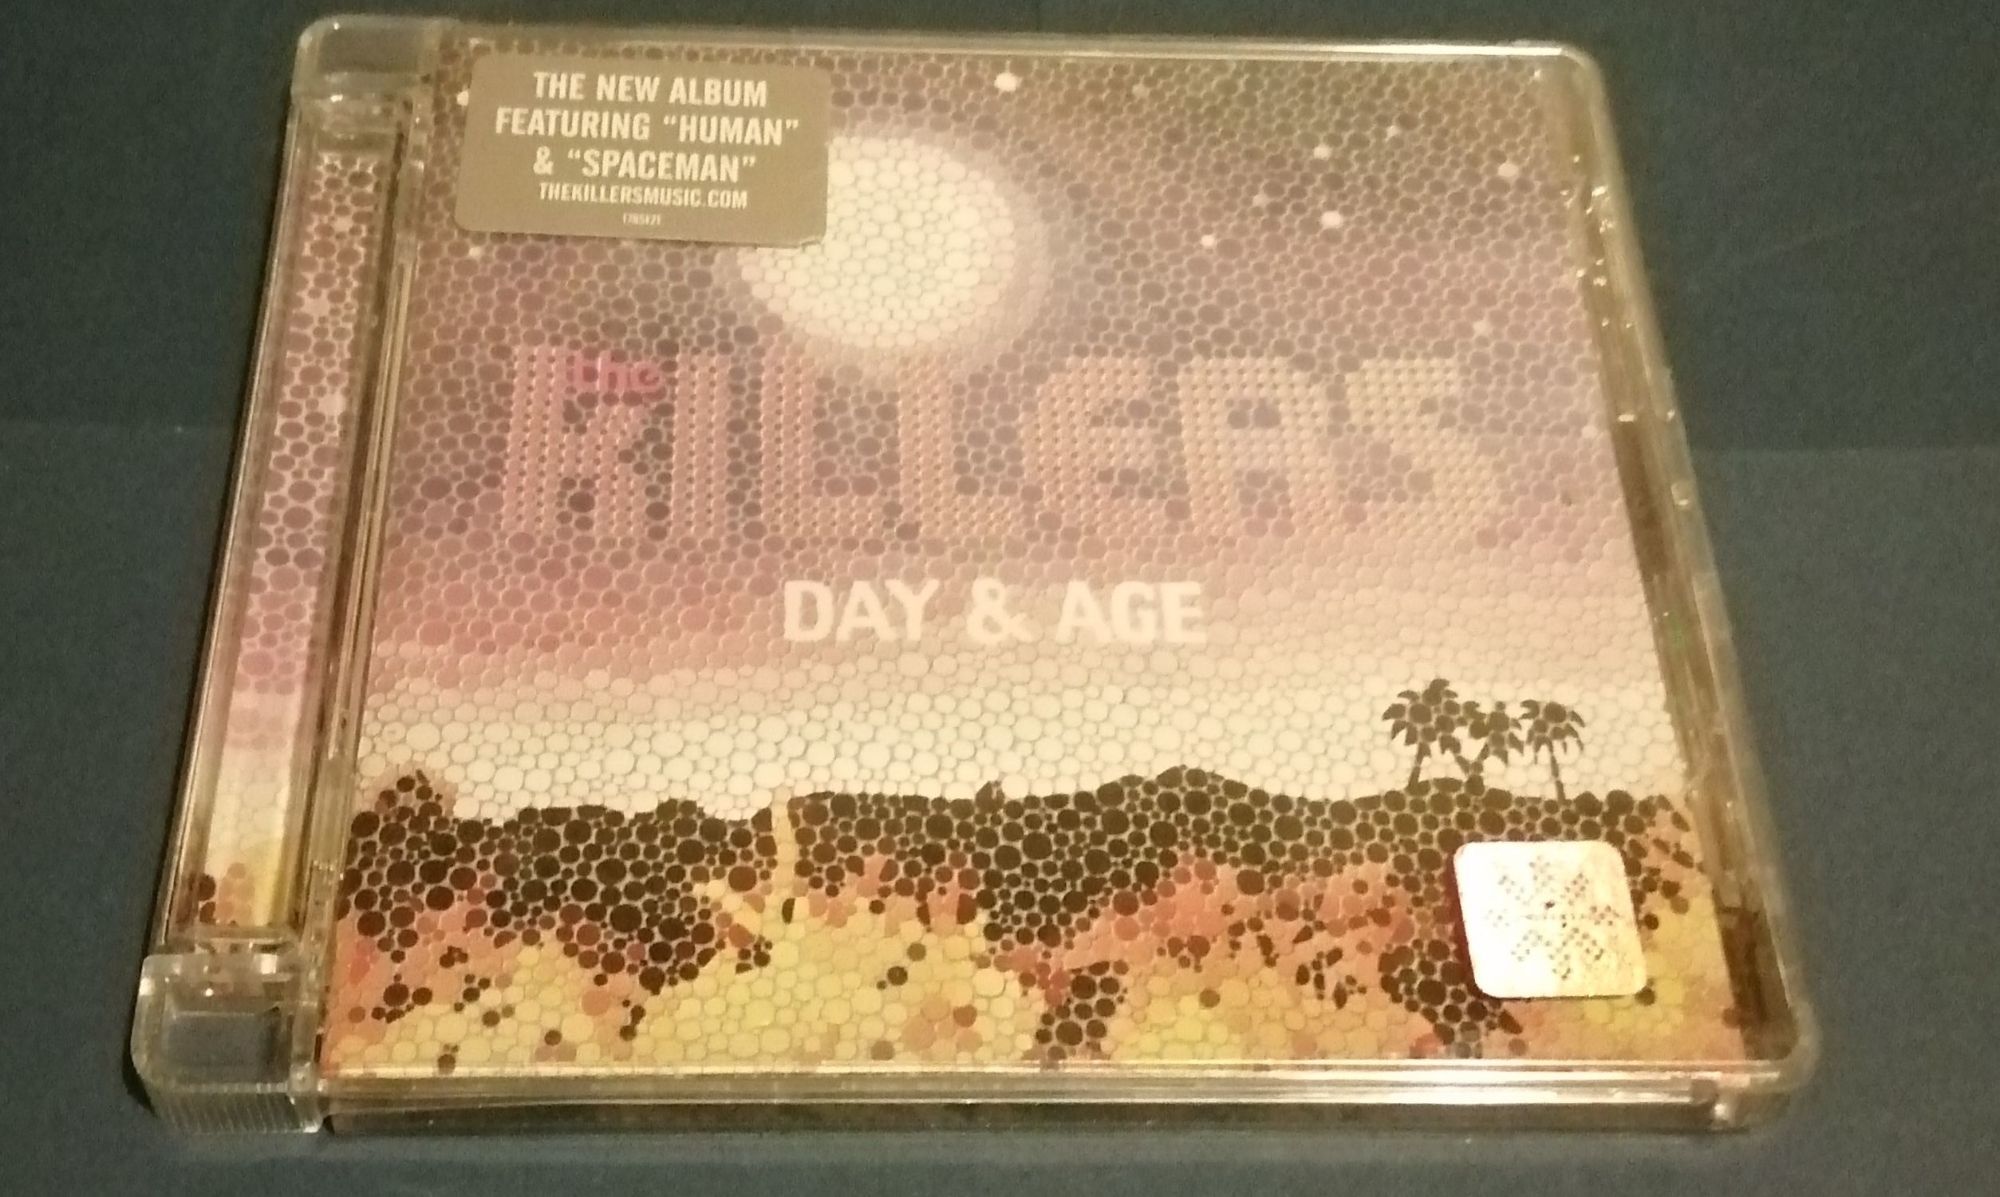 THE NEW ALBUM
FEATURING “HUMAN”
& “SPACEMAN”
THEKILLERSMUSIC.COM
the
KILLERS
DAY & AGE